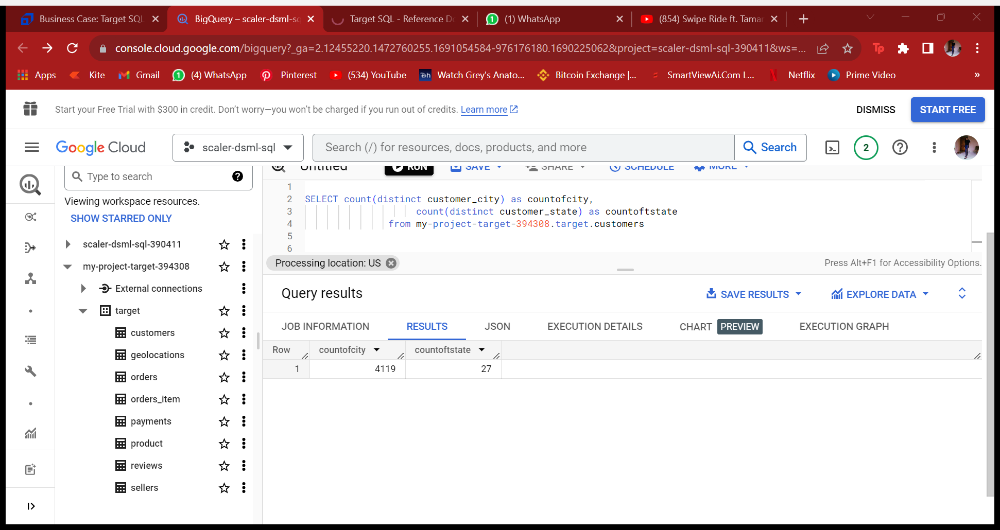 Business Case: Target SQL
BigQuery – scaler-dsml-sq
Target SQL - Reference Do
1 (1) WhatsApp
(854) Swipe Ride ft. Tamar
console.cloud.google.com/bigquery?_ga=2.12455220.1472760255.1691054584-976176180.1690225062&project=scaler-dsml-sql-390411&ws=...
Tp
Apps
Kite
Gmail
1 (4) WhatsApp
Pinterest
(534) YouTube
Dh Watch Grey's Anato...
Bitcoin Exchange |...
SmartViewAi.Com L...
Netflix
Prime Video
»
Start your Free Trial with $300 in credit. Don't worry—you won't be charged if you run out of credits. Learn more
DISMISS
START FREE
Google Cloud
scaler-dsml-sql
Search (/) for resources, docs, products, and more
Search
2
Type to search
Viewing workspace resources.
SHOW STARRED ONLY
scaler-dsml-sql-390411
my-project-target-394308
External connections
target
customers
geolocations
orders
orders_item
payments
product
reviews
sellers
Untitled
RUN
SAVE
SHARE
SCHEDULE
MORE
1
2 SELECT count(distinct customer_city) as countofcity,
3 count(distinct customer_state) as countoftstate
4 from my-project-target-394308.target.customers
5
6
Processing location: US
Press Alt+F1 for Accessibility Options.
Query results
SAVE RESULTS
EXPLORE DATA
JOB INFORMATION
RESULTS
JSON
EXECUTION DETAILS
CHART PREVIEW
EXECUTION GRAPH
Row countofcity countoftstate
1 4119 27